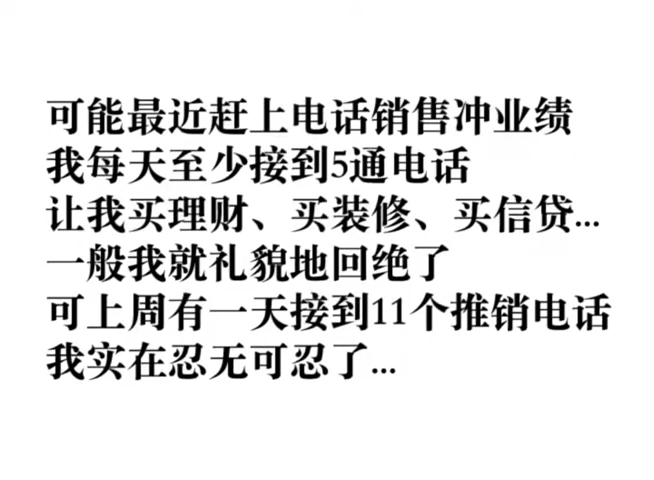 可能最近赶上电话销售冲业绩
我每天至少接到5通电话
让我买理财、买装修、买信贷...
一般我就礼貌地回绝了
可上周有一天接到11个推销电话
我实在忍无可忍了...